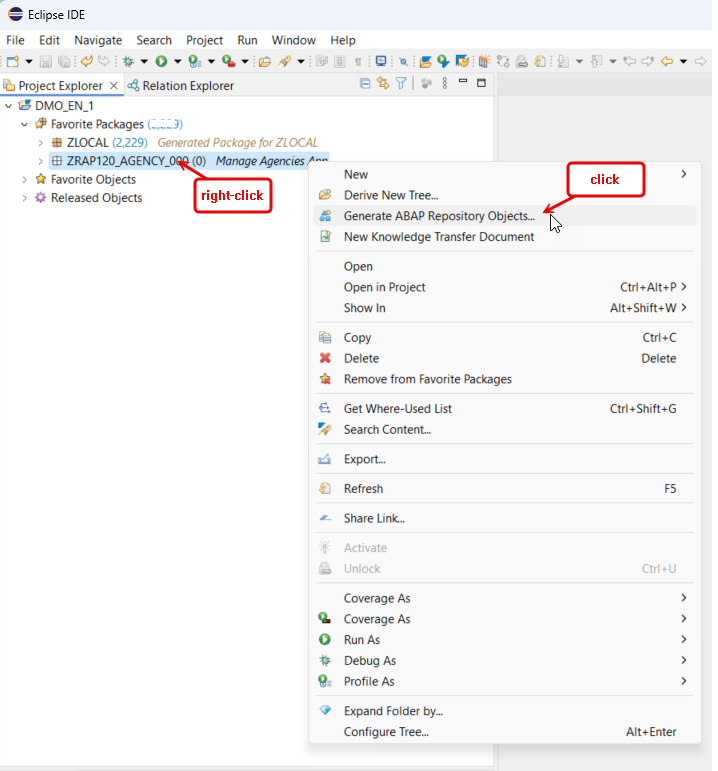 Eclipse IDE
File Edit Navigate Search Project Run Window Help
Project Explorer Relation Explorer
DMO_EN_1
Favorite Packages
ZLOCAL (2,229) Generated Package for ZLOCAL
ZRAP120_AGENCY_000 (0) Manage Agencies App
Favorite Objects
Released Objects
right-click
click
New
Derive New Tree...
Generate ABAP Repository Objects...
New Knowledge Transfer Document
Open
Open in Project Ctrl+Alt+P
Show In Alt+Shift+W
Copy Ctrl+C
Delete Delete
Remove from Favorite Packages
Get Where-Used List Ctrl+Shift+G
Search Content...
Export...
Refresh F5
Share Link...
Activate
Unlock Ctrl+U
Coverage As
Coverage As
Run As
Debug As
Profile As
Expand Folder by...
Configure Tree... Alt+Enter